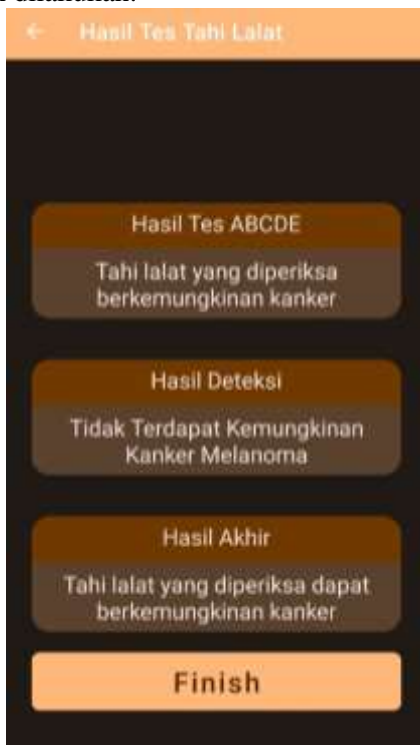 Hasil Tes Tahi Lalat
Hasil Tes ABCDE
Tahi lalat yang diperiksa
berkemungkinan kanker
Hasil Deteksi
Tidak Terdapat Kemungkinan
Kanker Melanoma
Hasil Akhir
Tahi lalat yang diperiksa dapat
berkemungkinan kanker
Finish